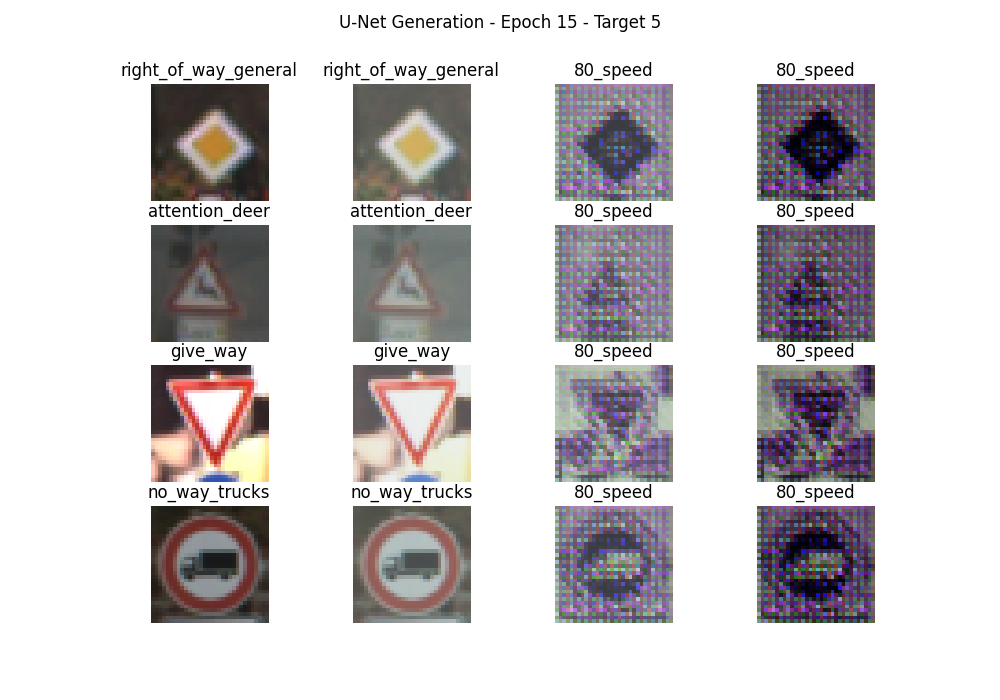 U-Net Generation - Epoch 15 - Target 5
right_of_way_general right_of_way_general 80_speed 80_speed
attention_deer attention_deer 80_speed 80_speed
give_way give_way 80_speed 80_speed
no_way_trucks no_way_trucks 80_speed 80_speed